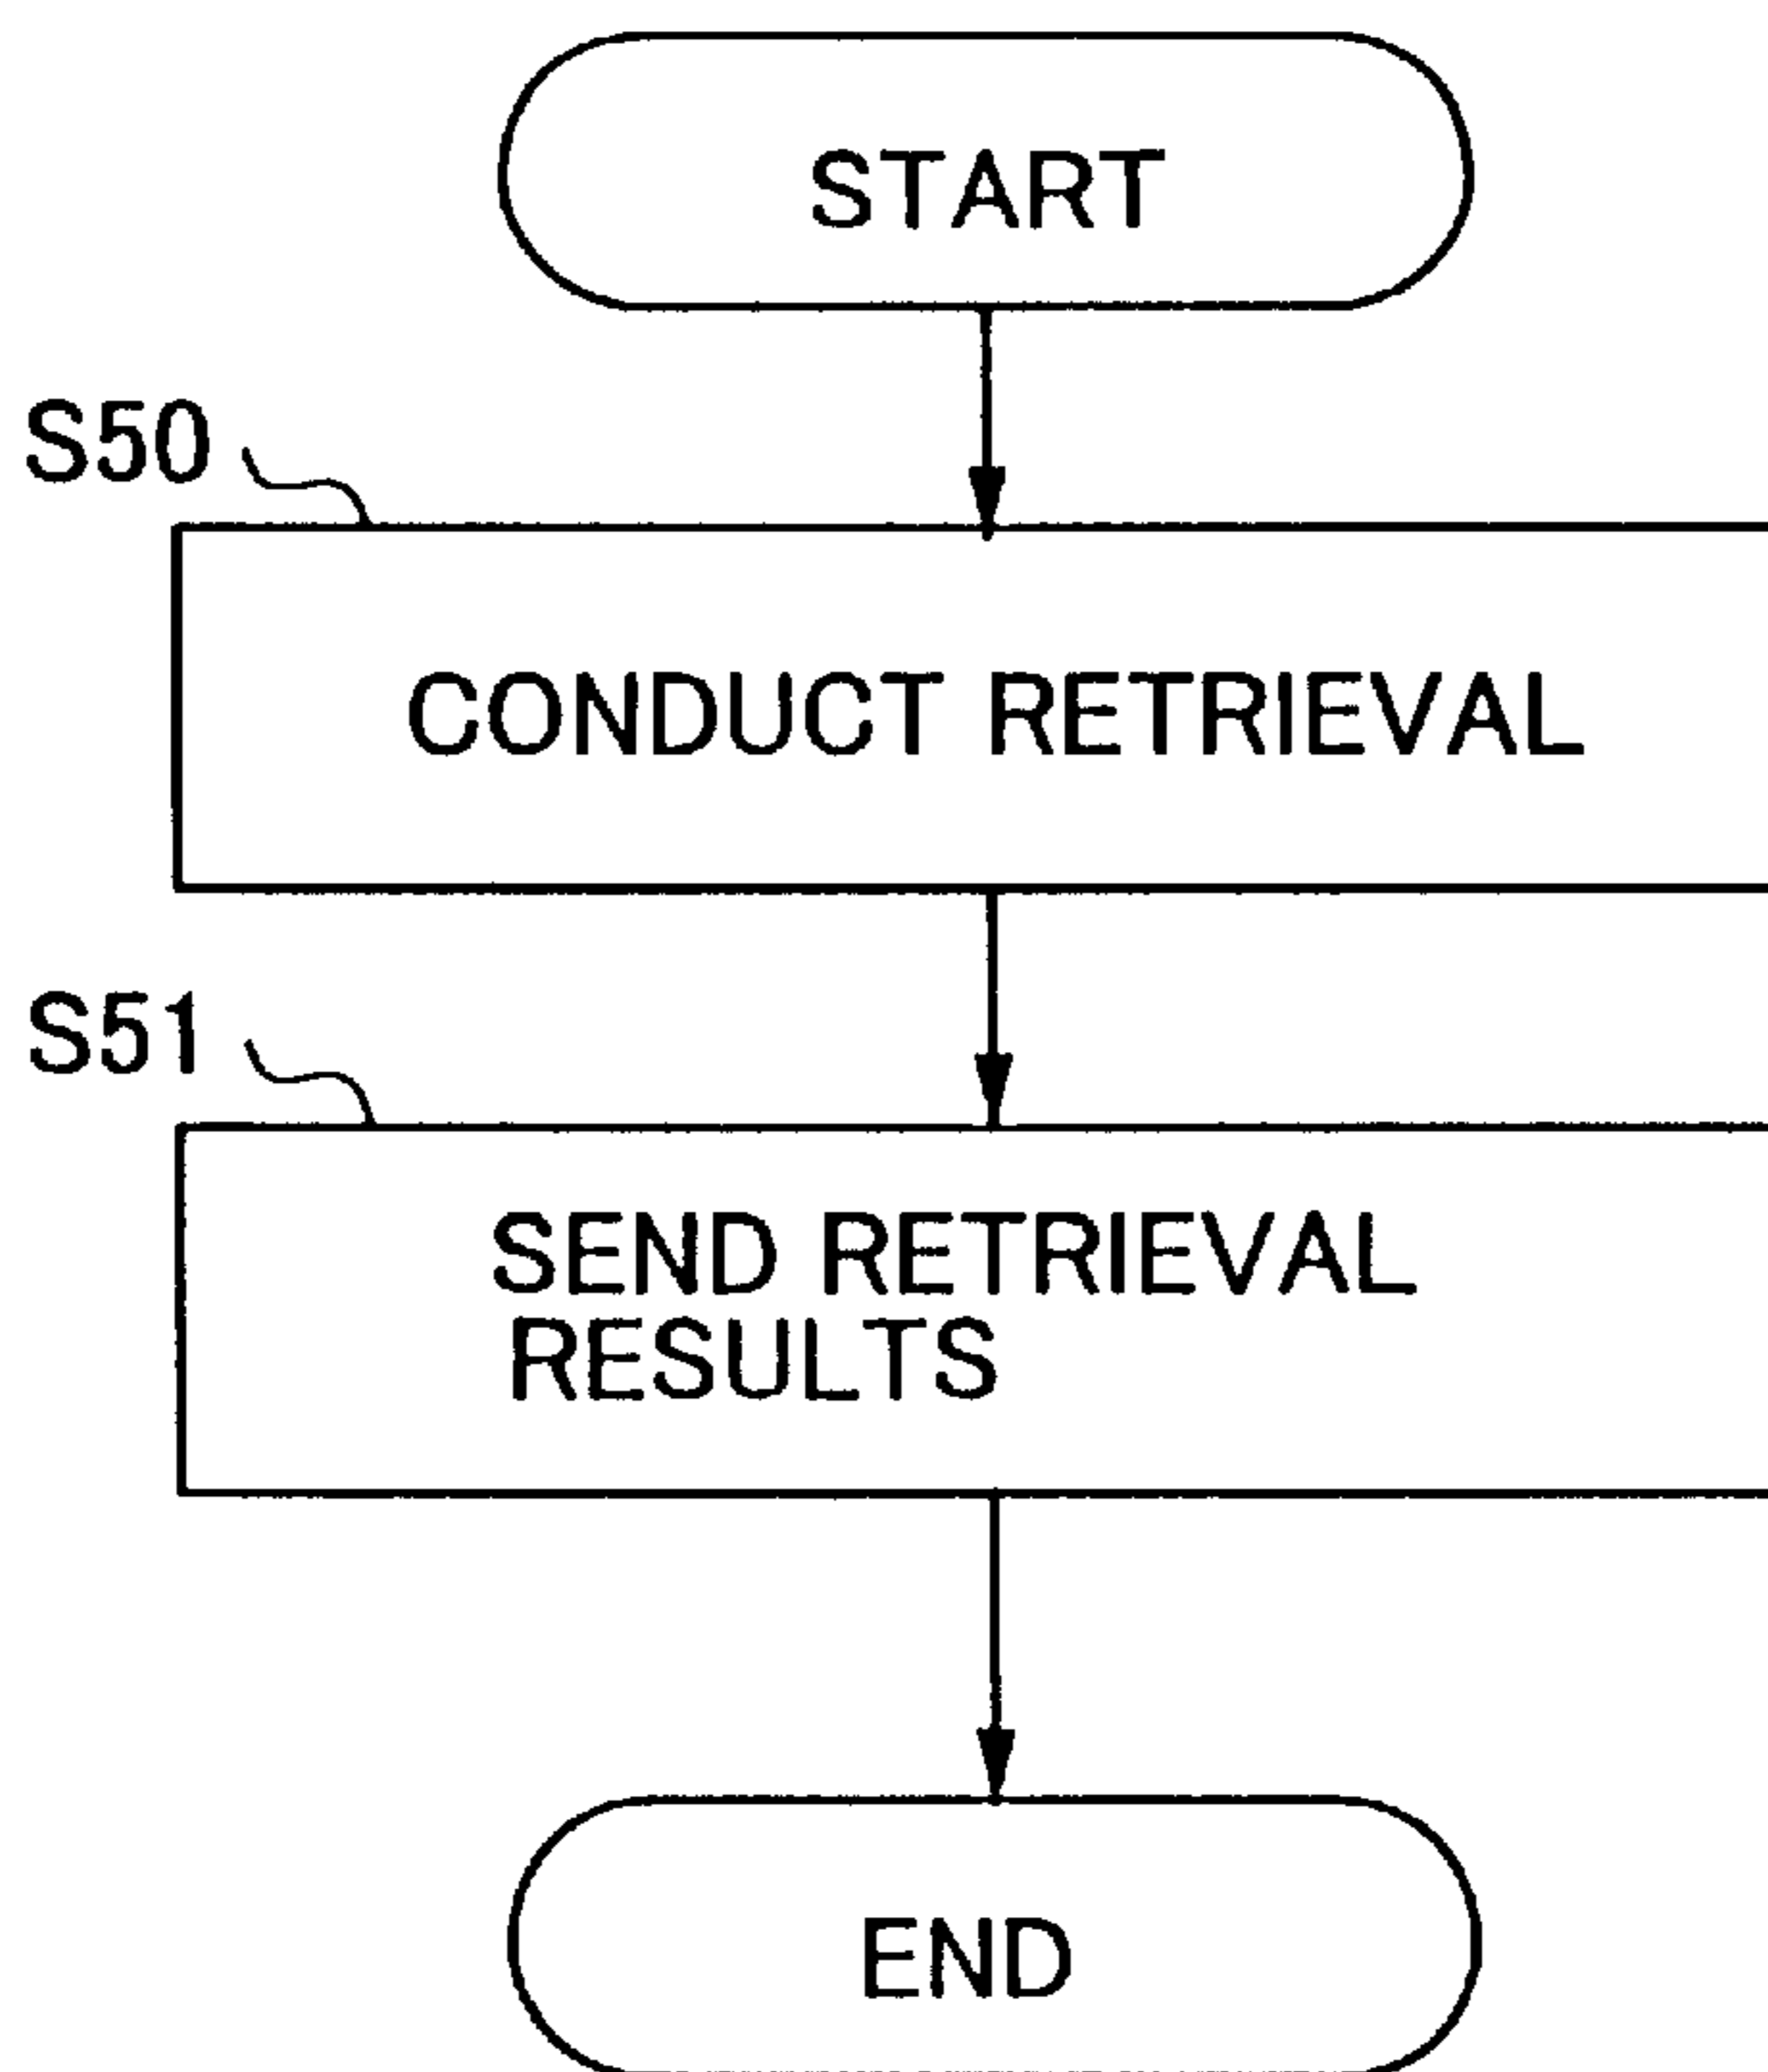 START
S50
CONDUCT RETRIEVAL
S51
SEND RETRIEVAL
RESULTS
END